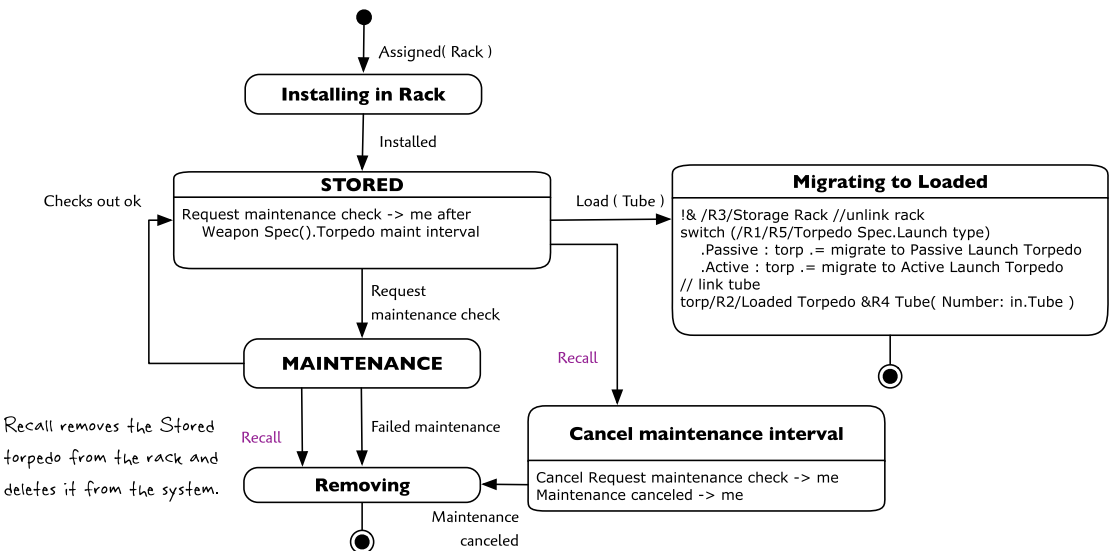 Assigned( Rack )
Installing in Rack
Installed
Checks out ok
STORED
Request maintenance check -> me after
Weapon Spec().Torpedo maint interval
Load ( Tube )
Migrating to Loaded
!& /R3/Storage Rack //unlink rack
switch (/R1/R5/Torpedo Spec.Launch type)
.Passive : torp .= migrate to Passive Launch Torpedo
.Active : torp .= migrate to Active Launch Torpedo
// link tube
torp/R2/Loaded Torpedo &R4 Tube( Number: in.Tube )
Request
maintenance check
MAINTENANCE
Recall
Recall removes the Stored
torpedo from the rack and
deletes it from the system.
Recall
Failed maintenance
Cancel maintenance interval
Cancel Request maintenance check -> me
Maintenance canceled -> me
Removing
Maintenance
canceled